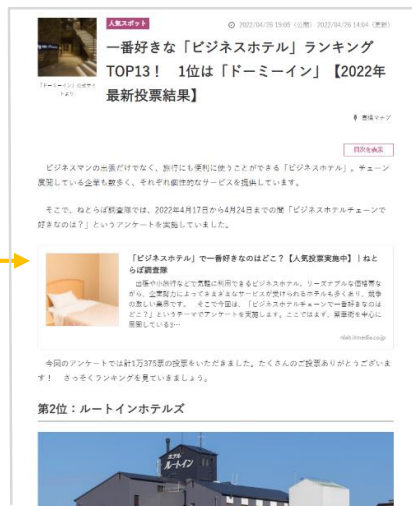 人気スポット
2022/04/26 19:05（公開） 2022/04/26 14:04（更新）
一番好きな「ビジネスホテル」ランキング
TOP13！ 1位は「ドーミーイン」【2022年
最新投票結果】
「ドーミーイン」の公式サイ
トより
目次を表示
ビジネスマンの出張だけでなく、旅行にも便利に使うことができる「ビジネスホテル」。チェーン
展開している企業も数多く、それぞれ個性的なサービスを提供しています。
そこで、ねとらぼ調査隊では、2022年4月17日から4月24日までの間「ビジネスホテルチェーンで
好きなのは？」というアンケートを実施していました。
「ビジネスホテル」で一番好きなのはどこ？【人気投票実施中】｜ねと
らぼ調査隊
出張や小旅行などで気軽に利用できるビジネスホテル。リーズナブルな価格帯な
がら、企業努力によってさまざまなサービスが受けられるホテルも多くあり、競争
の激しい業界です。 そこで今回は、「ビジネスホテルチェーンで一番好きなのは
どこ？」というテーマでアンケートを実施します。ここではまず、繁華街を中心に
展開している…
nlab.itmedia.co.jp
今回のアンケートでは計1万375票の投票をいただきました。たくさんのご投票ありがとうございま
す！ さっそくランキングを見ていきましょう。
第2位：ルートインホテルズ
ホテル
ルートイン